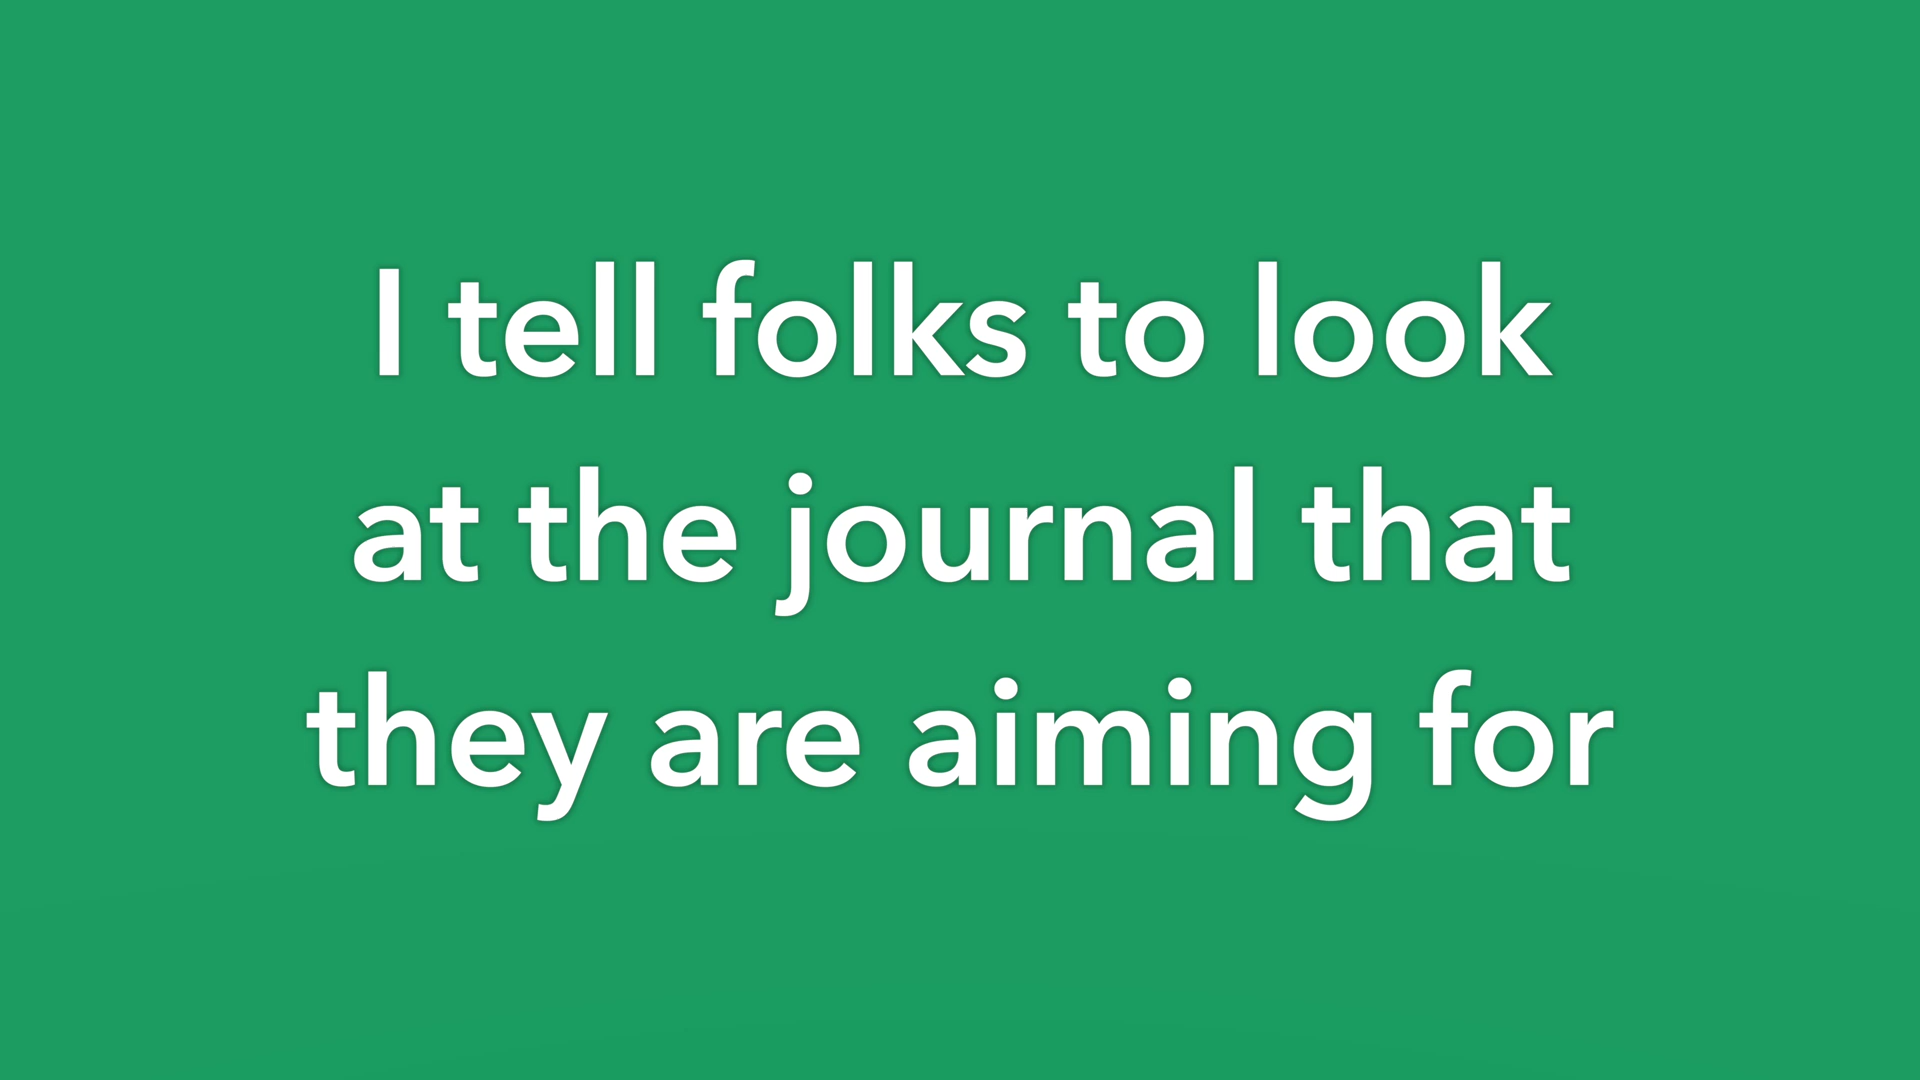 I tell folks to look
at the journal that
they are aiming for